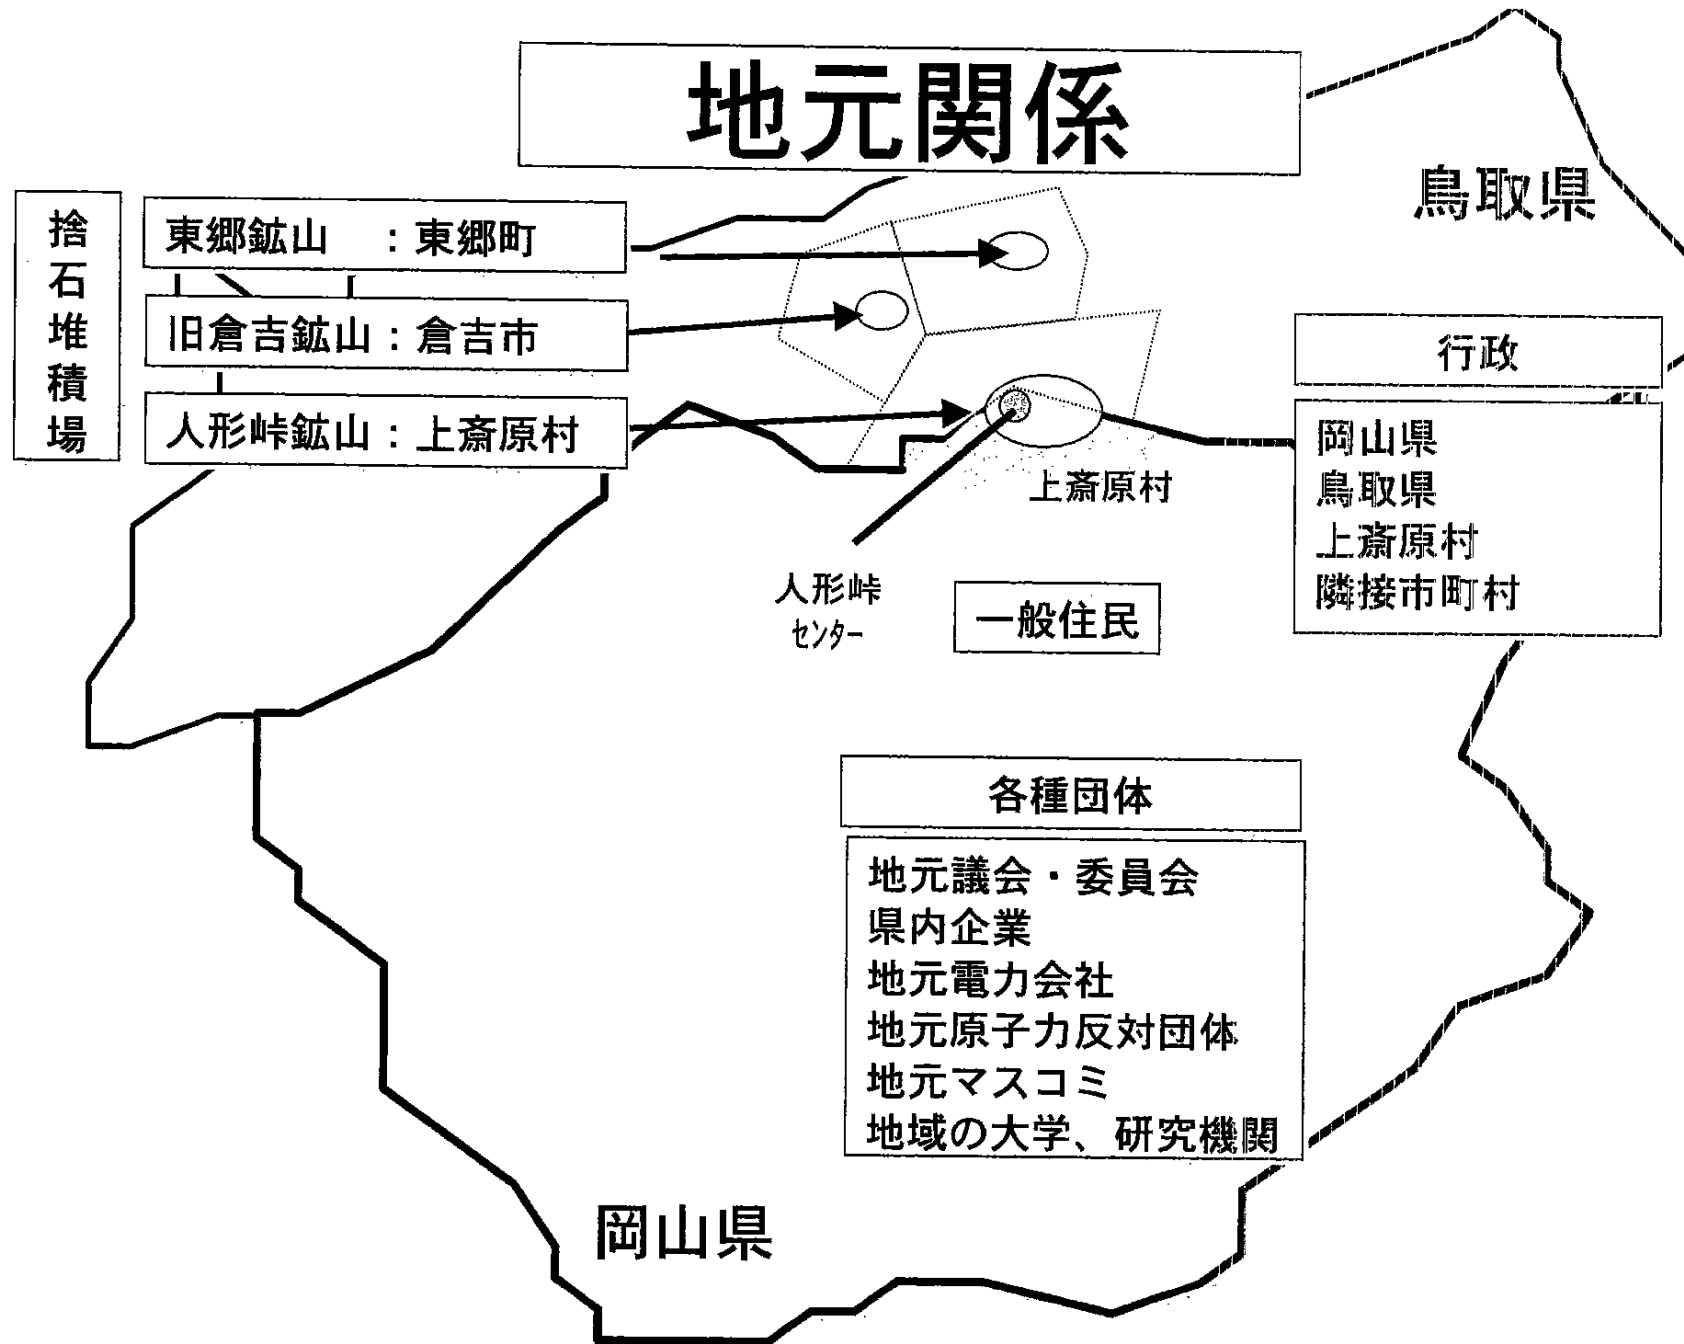 地元関係
鳥取県
捨石堆積場
東郷鉱山　：東郷町
旧倉吉鉱山：倉吉市
人形峠鉱山：上斎原村
行政
岡山県
鳥取県
上斎原村
隣接市町村
上斎原村
人形峠
センター
一般住民
各種団体
地元議会・委員会
県内企業
地元電力会社
地元原子力反対団体
地元マスコミ
地域の大学、研究機関
岡山県